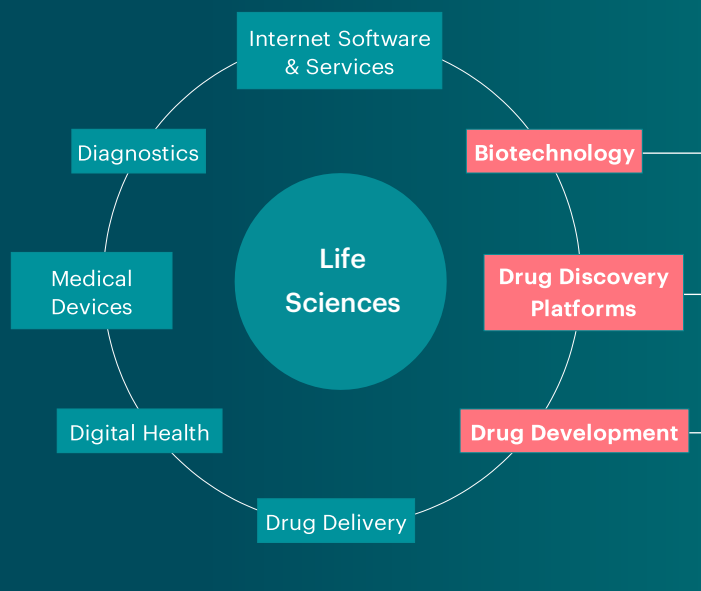 Internet Software
& Services
Diagnostics
Biotechnology
Life
Sciences
Medical
Devices
Drug Discovery
Platforms
Digital Health
Drug Development
Drug Delivery